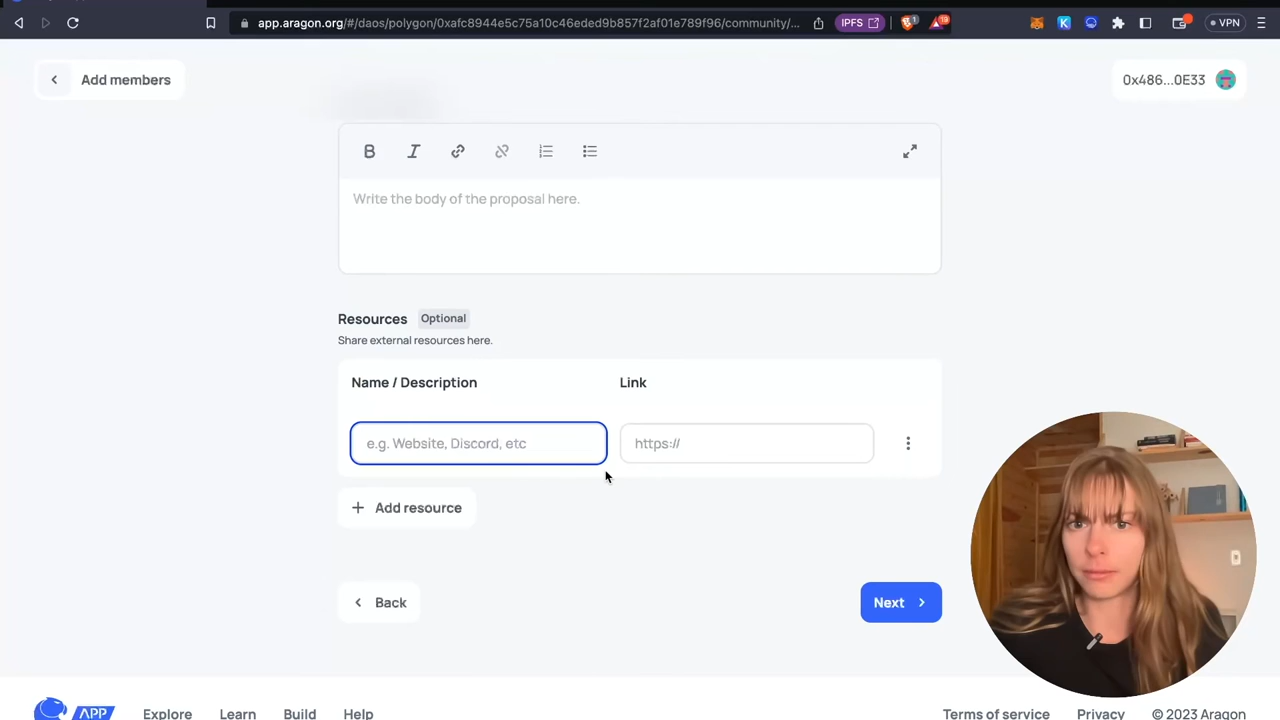 app.aragon.org/#/daos/polygon/0xafc8944e5c75a10c46eded9b857f2af01e789f96/community/...
IPFS
1
19
K
VPN
Add members
0x486...0E33
B I
Write the body of the proposal here.
Resources Optional
Share external resources here.
Name / Description Link
e.g. Website, Discord, etc https://
+ Add resource
Back Next
APP Explore Learn Build Help Terms of service Privacy © 2023 Aragon